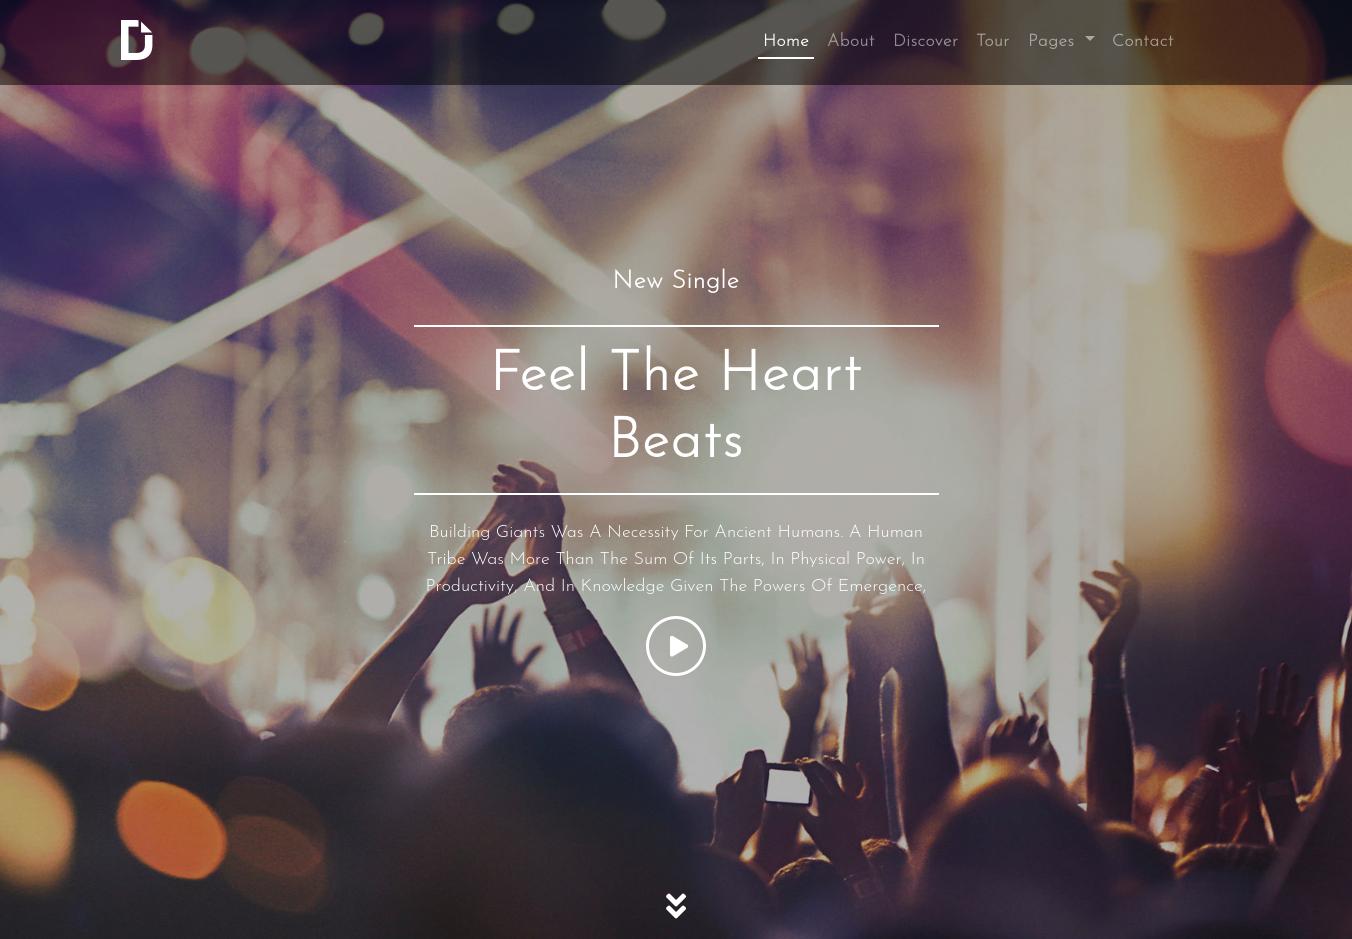 D
Home About Discover Tour Pages Contact
New Single
Feel The Heart
Beats
Building Giants Was A Necessity For Ancient Humans. A Human
Tribe Was More Than The Sum Of Its Parts, In Physical Power, In
Productivity, And In Knowledge Given The Powers Of Emergence,